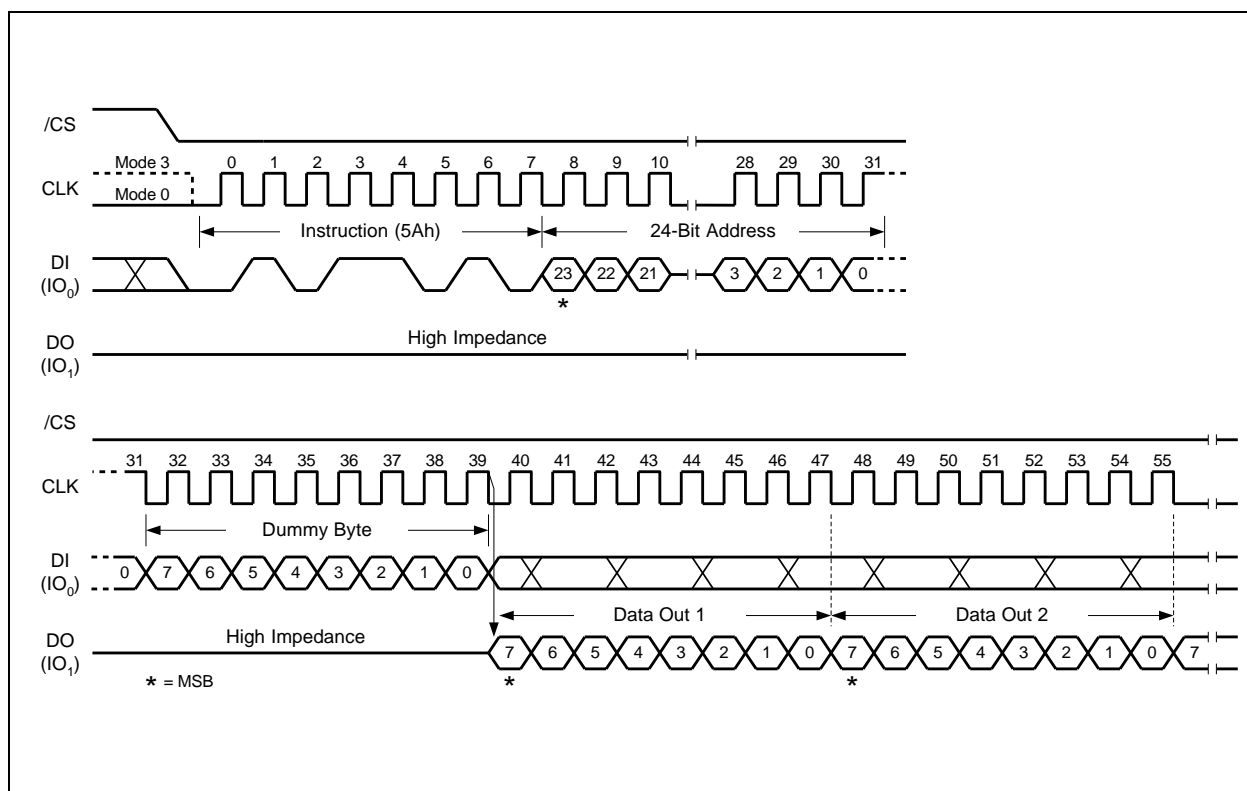 /CS
Mode 3 0 1 2 3 4 5 6 7 8 9 10 28 29 30 31
CLK
Mode 0
Instruction (5Ah) 24-Bit Address
DI
(IO0) 23 22 21 3 2 1 0
*
High Impedance
DO
(IO1)
/CS
31 32 33 34 35 36 37 38 39 40 41 42 43 44 45 46 47 48 49 50 51 52 53 54 55
CLK
Dummy Byte
DI
(IO0) 0 7 6 5 4 3 2 1 0
Data Out 1 Data Out 2
High Impedance
DO
(IO1) 7 6 5 4 3 2 1 0 7 6 5 4 3 2 1 0 7
* = MSB * *